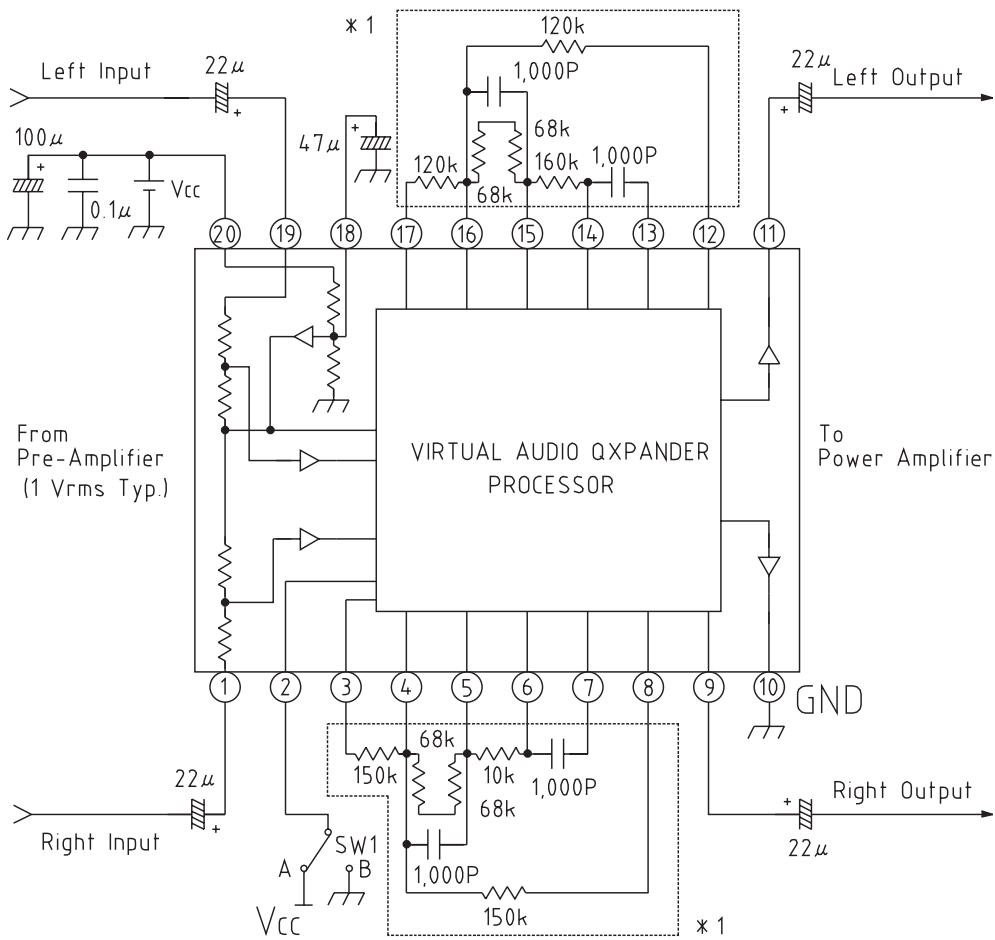 * 1
120k
Left Input
22μ
+
1,000P
22μ
Left Output
+
100μ
+
47μ
+
68k
120k
160k
1,000P
68k
Vcc
0.1μ
20
19
18
17
16
15
14
13
12
11
From
Pre-Amplifier
(1 Vrms Typ.)
VIRTUAL AUDIO QXPANDER
PROCESSOR
To
Power Amplifier
1
2
3
4
5
6
7
8
9
10
GND
68k
150k
10k
1,000P
68k
22μ
+
Right Input
SW1
A
B
Vcc
1,000P
150k
+
Right Output
22μ
* 1